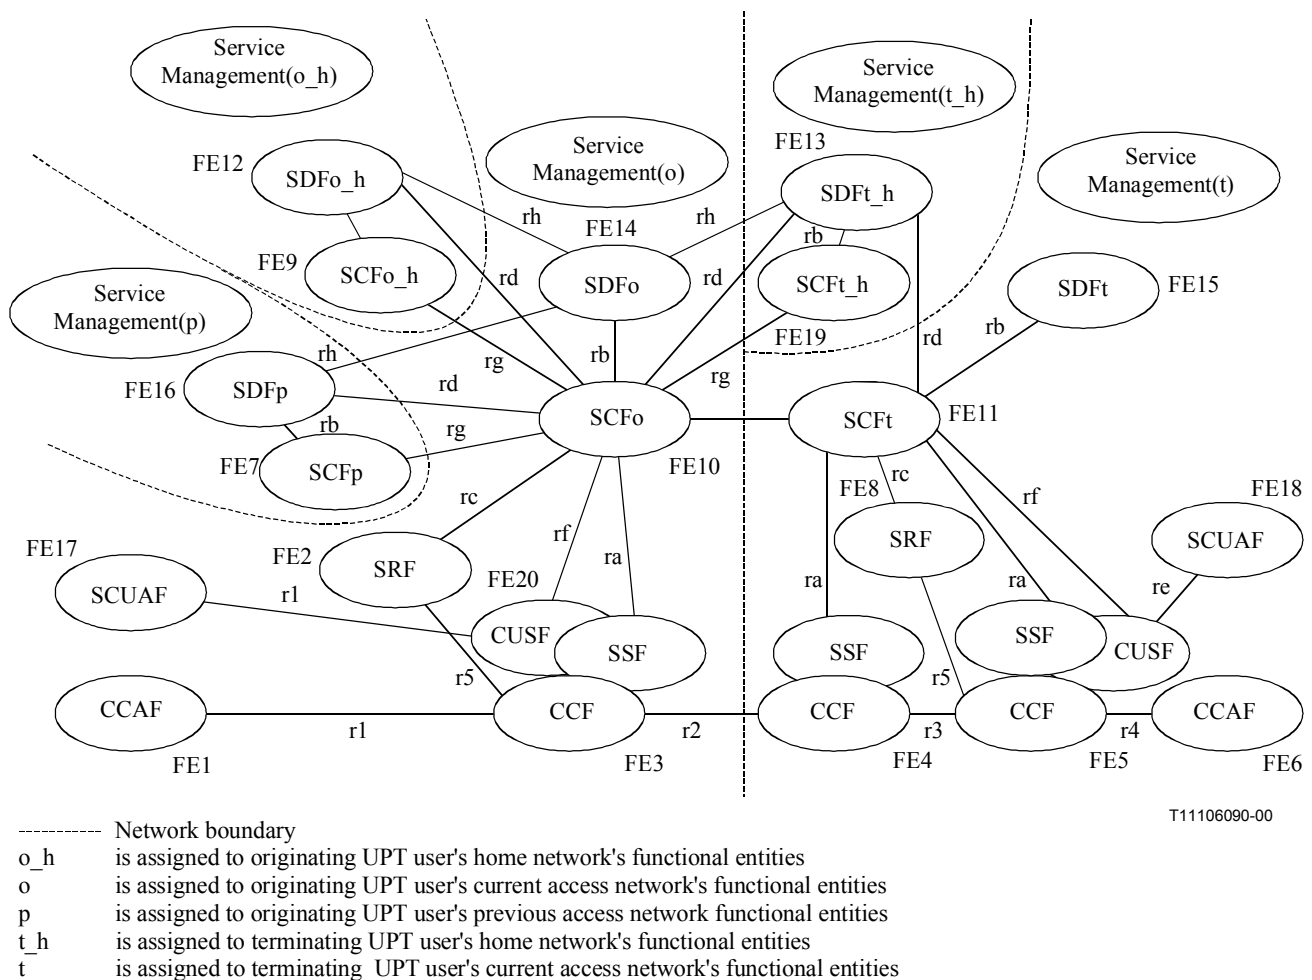 Service
Management(o_h)
Service
Management(t_h)
Service
Management(o)
Service
Management(t)
FE12
SDFo_h
rh
FE14
rh
FE13
SDFt_h
rb
FE9
SCFo_h
rd
SDFo
rd
SCFt_h
FE19
SDFt
FE15
Service
Management(p)
rh
rg
rb
rg
rd
rb
FE16
SDFp
rd
SCFo
FE10
SCFt
FE11
rb
rg
FE7
SCFp
rc
rf
ra
rc
FE8
rf
FE18
FE17
SCUAF
r1
FE2
SRF
FE20
CUSF
SSF
ra
SRF
ra
SCUAF
re
SSF
SSF
CUSF
r5
r5
CCAF
r1
CCF
r2
CCF
r3
CCF
r4
CCAF
FE1
FE3
FE4
FE5
FE6
T11106090-00
---------- Network boundary
o_h is assigned to originating UPT user's home network's functional entities
o is assigned to originating UPT user's current access network's functional entities
p is assigned to originating UPT user's previous access network functional entities
t_h is assigned to terminating UPT user's home network's functional entities
t is assigned to terminating UPT user's current access network's functional entities